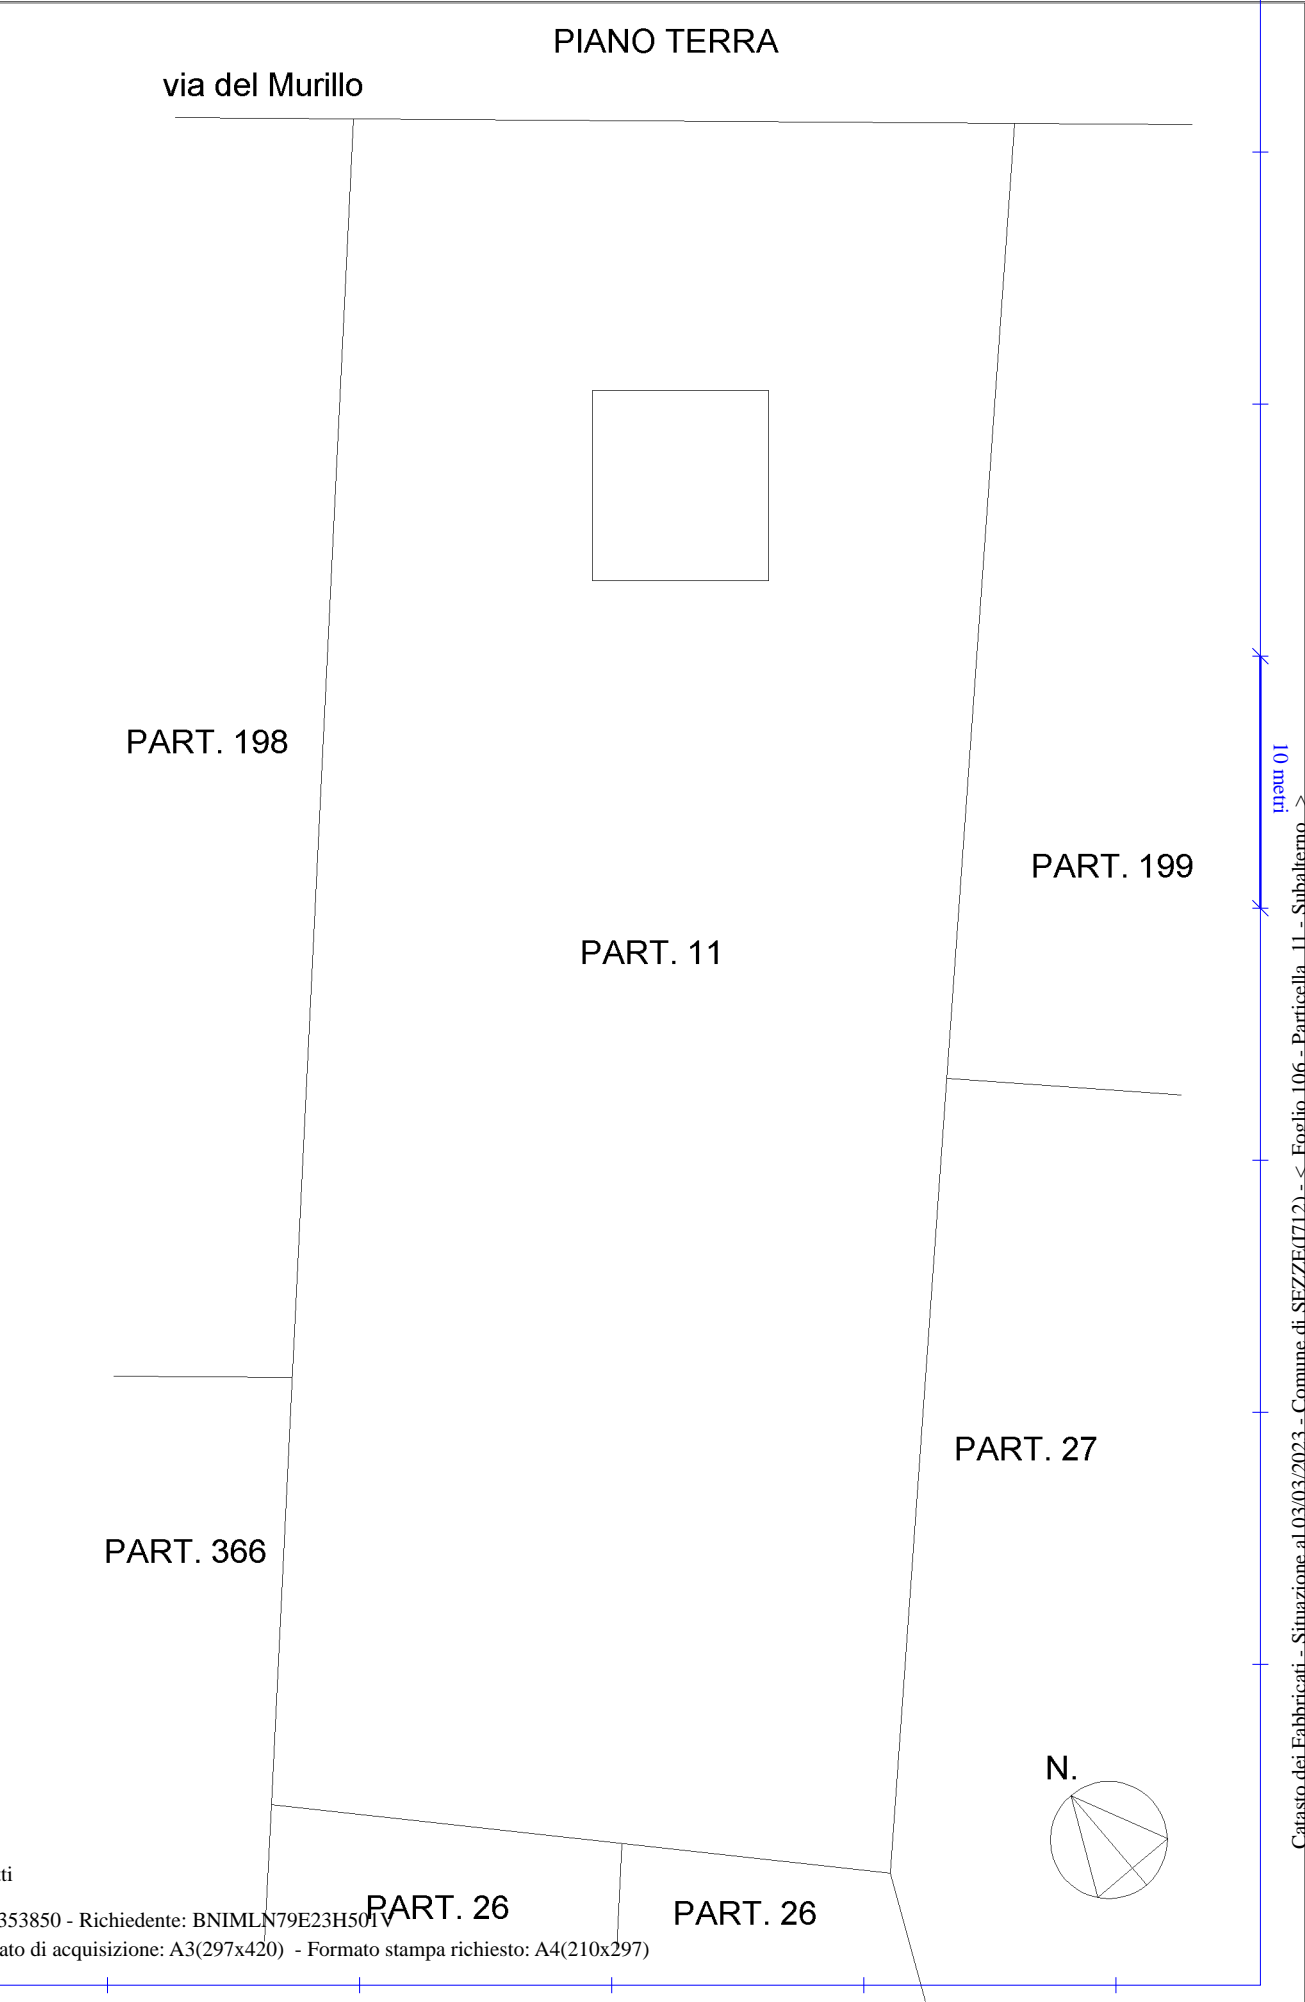 PIANO TERRA
via del Murillo
PART. 198
10 metri
PART. 199
PART. 11
Catasto dei Fabbricati - Situazione al 03/03/2023 - Comune di SEZZE(I712) - < Foglio 106 - Particella 11 - Subalterno >
PART. 27
PART. 366
N.
ti
353850 - Richiedente: BNIMLN79E23H501V
PART. 26
PART. 26
ato di acquisizione: A3(297x420) - Formato stampa richiesto: A4(210x297)